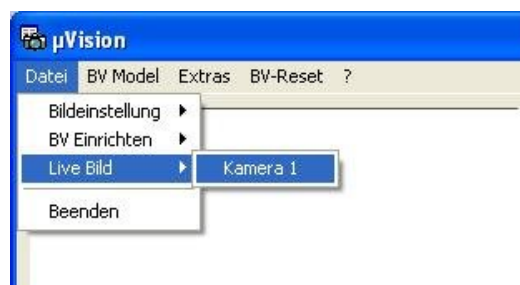 µVision
Datei BV Model Extras BV-Reset ?
Bildeinstellung
BV Einrichten
Live Bild Kamera 1
Beenden